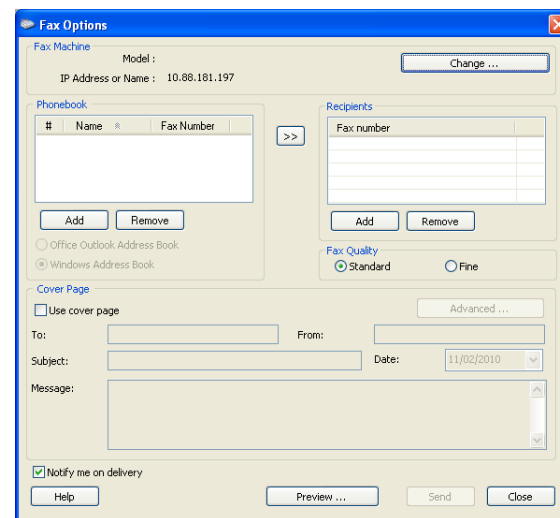 Fax Options
Fax Machine
Model :
Change ...
IP Address or Name : 10.88.181.197
Phonebook
Recipients
# Name Fax Number
>>
Fax number
Add Remove
Add Remove
Office Outlook Address Book
Windows Address Book
Fax Quality
Standard Fine
Cover Page
Use cover page
Advanced ...
To: From:
Subject: Date: 11/02/2010
Message:
Notify me on delivery
Help Preview ... Send Close